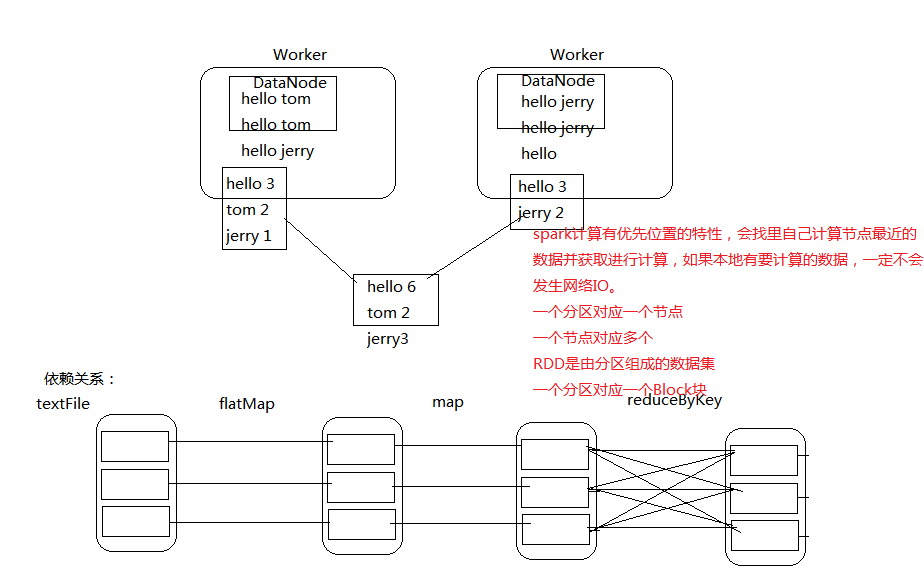 Worker
DataNode
hello tom
hello tom
hello jerry
hello 3
tom 2
jerry 1
Worker
DataNode
hello jerry
hello jerry
hello
hello 3
jerry 2
hello 6
tom 2
jerry3
spark计算有优先位置的特性，会找里自己计算节点最近的
数据并获取进行计算，如果本地有要计算的数据，一定不会
发生网络IO。
一个分区对应一个节点
一个节点对应多个
RDD是由分区组成的数据集
一个分区对应一个Block块
依赖关系：
textFile
flatMap
map
reduceByKey